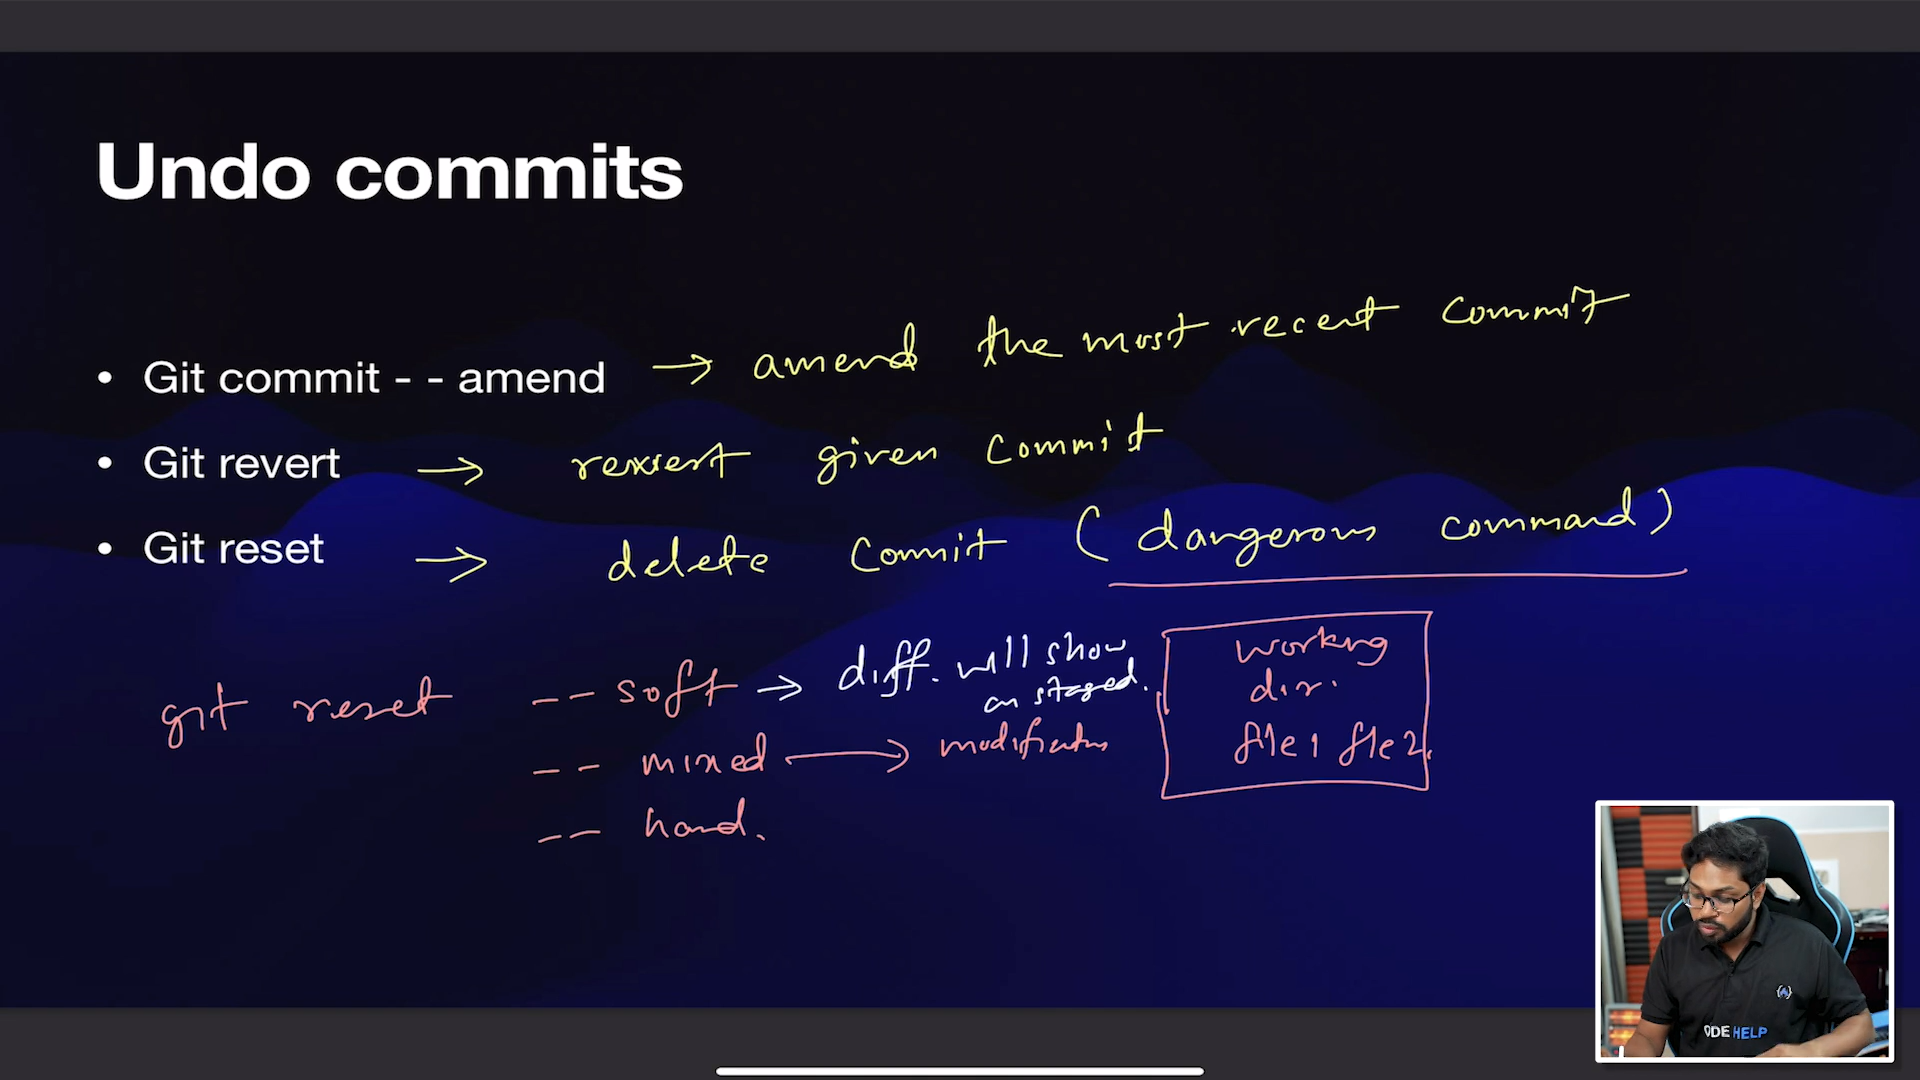 Undo commits
• Git commit - - amend → amend the most recent commit
• Git revert → revert given commit
• Git reset → delete commit (dangerous command)
git reset -- soft → diff. will show
as staged.
-- mixed → modification
-- hard.
working
dir.
file1 file2.
ODE HELP